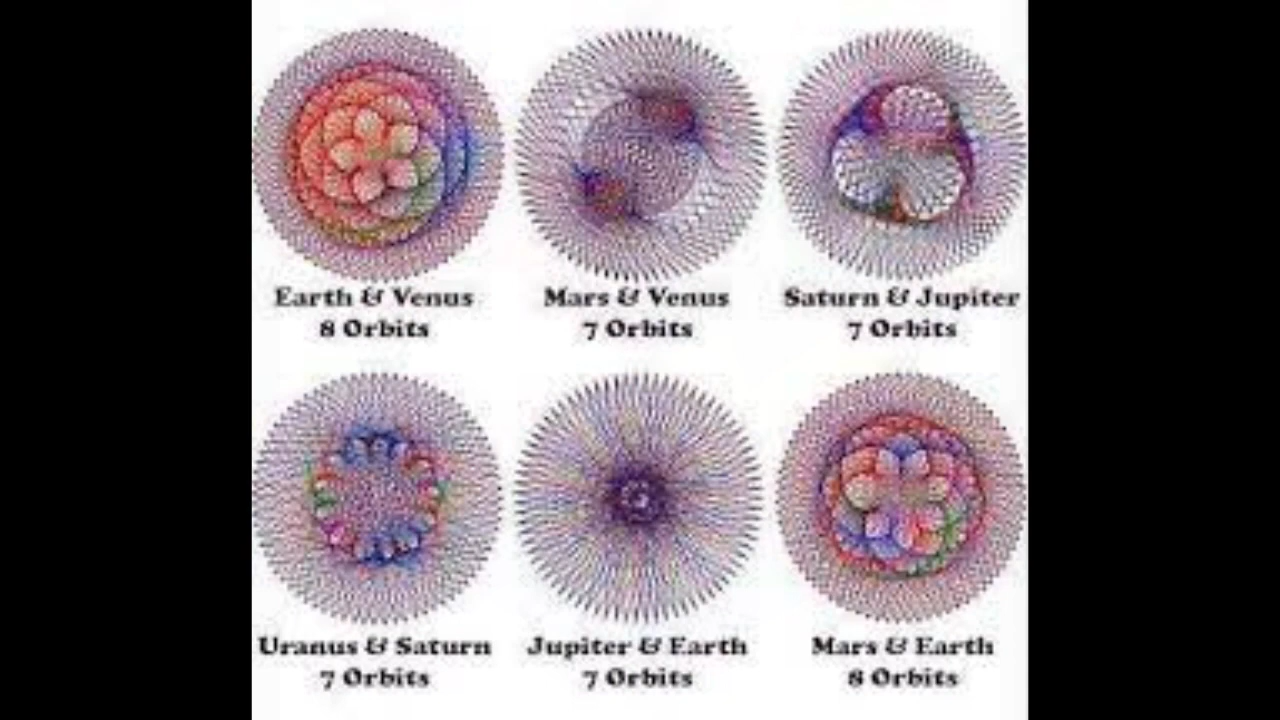 Earth & Venus
8 Orbits
Mars & Venus
7 Orbits
Saturn & Jupiter
7 Orbits
Uranus & Saturn
7 Orbits
Jupiter & Earth
7 Orbits
Mars & Earth
8 Orbits